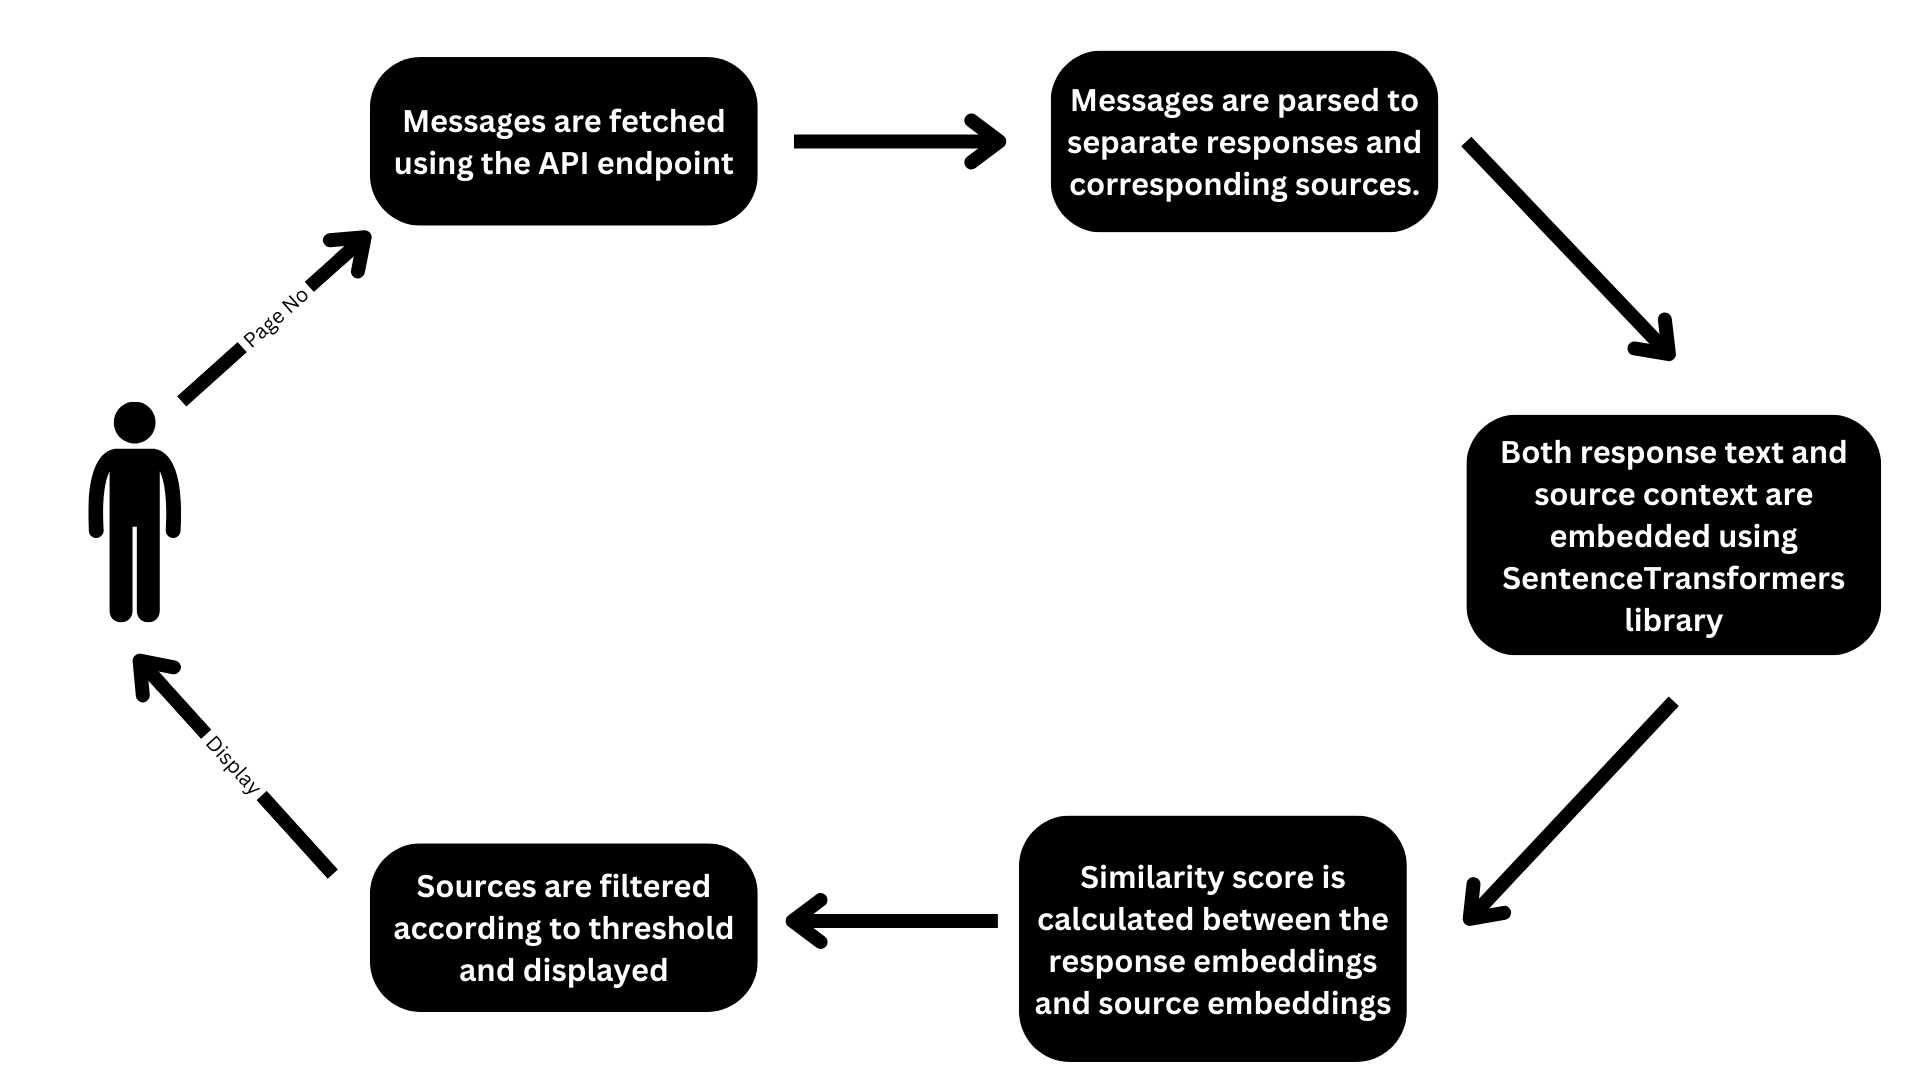 Messages are fetched
using the API endpoint
Messages are parsed to
separate responses and
corresponding sources.
Page No
Both response text and
source context are
embedded using
SentenceTransformers
library
Similarity score is
calculated between the
response embeddings
and source embeddings
Sources are filtered
according to threshold
and displayed
Display